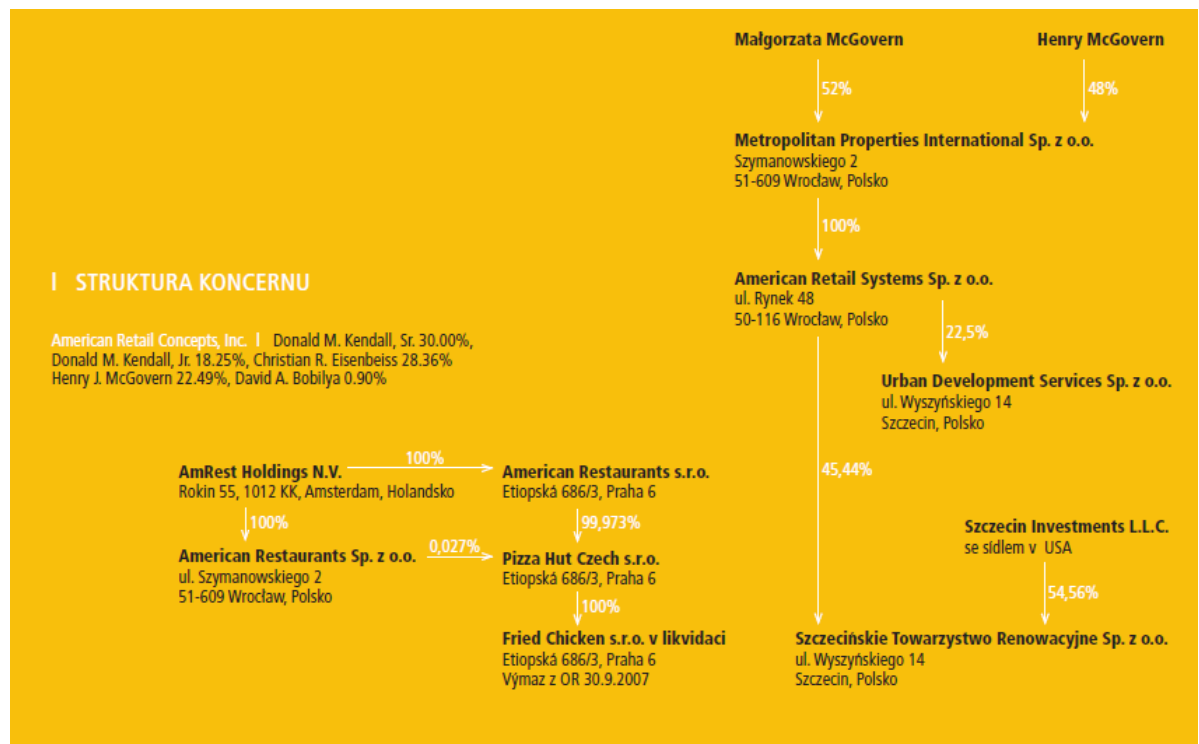 Małgorzata McGovern
Henry McGovern
52%
48%
Metropolitan Properties International Sp. z o.o.
Szymanowskiego 2
51-609 Wrocław, Polsko
100%
American Retail Systems Sp. z o.o.
ul. Rynek 48
50-116 Wrocław, Polsko
22,5%
Urban Development Services Sp. z o.o.
ul. Wyszyńskiego 14
Szczecin, Polsko
45,44%
Szczecin Investments L.L.C.
se sídlem v USA
54,56%
Szczecińskie Towarzystwo Renowacyjne Sp. z o.o.
ul. Wyszyńskiego 14
Szczecin, Polsko
I STRUKTURA KONCERNU
American Retail Concepts, Inc. I Donald M. Kendall, Sr. 30.00%,
Donald M. Kendall, Jr. 18.25%, Christian R. Eisenbeiss 28.36%
Henry J. McGovern 22.49%, David A. Bobilya 0.90%
AmRest Holdings N.V.
Rokin 55, 1012 KK, Amsterdam, Holandsko
100%
American Restaurants s.r.o.
Etiopská 686/3, Praha 6
100%
99,973%
American Restaurants Sp. z o.o.
ul. Szymanowskiego 2
51-609 Wrocław, Polsko
0,027%
Pizza Hut Czech s.r.o.
Etiopská 686/3, Praha 6
100%
Fried Chicken s.r.o. v likvidaci
Etiopská 686/3, Praha 6
Výmaz z OR 30.9.2007